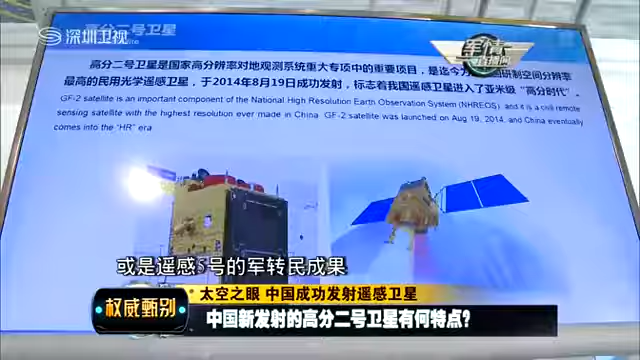 深圳卫视
高分二号卫星
军情
直播间
高分二号卫星是国家高分辨率对地观测系统重大专项中的重要项目，是迄今为
研制空间分辨率
最高的民用光学遥感卫星，于2014年8月19日成功发射，标志着我国遥感卫星进入了亚米级“高分时代”。
GF-2 satellite is an important component of the National High Resolution Earth Observation System (NHREOS), and it is a civil remote
sensing satellite with the highest resolution ever made in China. GF-2 satellite was launched on Aug 19, 2014, and China eventually
comes into the “HR” era
或是遥感5号的军转民成果
权威甄别
太空之眼 中国成功发射遥感卫星
中国新发射的高分二号卫星有何特点?